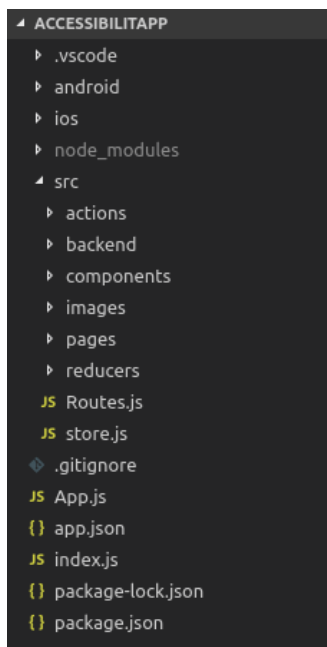 ACCESSIBILITAPP
.vscode
android
ios
node_modules
src
actions
backend
components
images
pages
reducers
JS Routes.js
JS store.js
.gitignore
JS App.js
{} app.json
JS index.js
{} package-lock.json
{} package.json